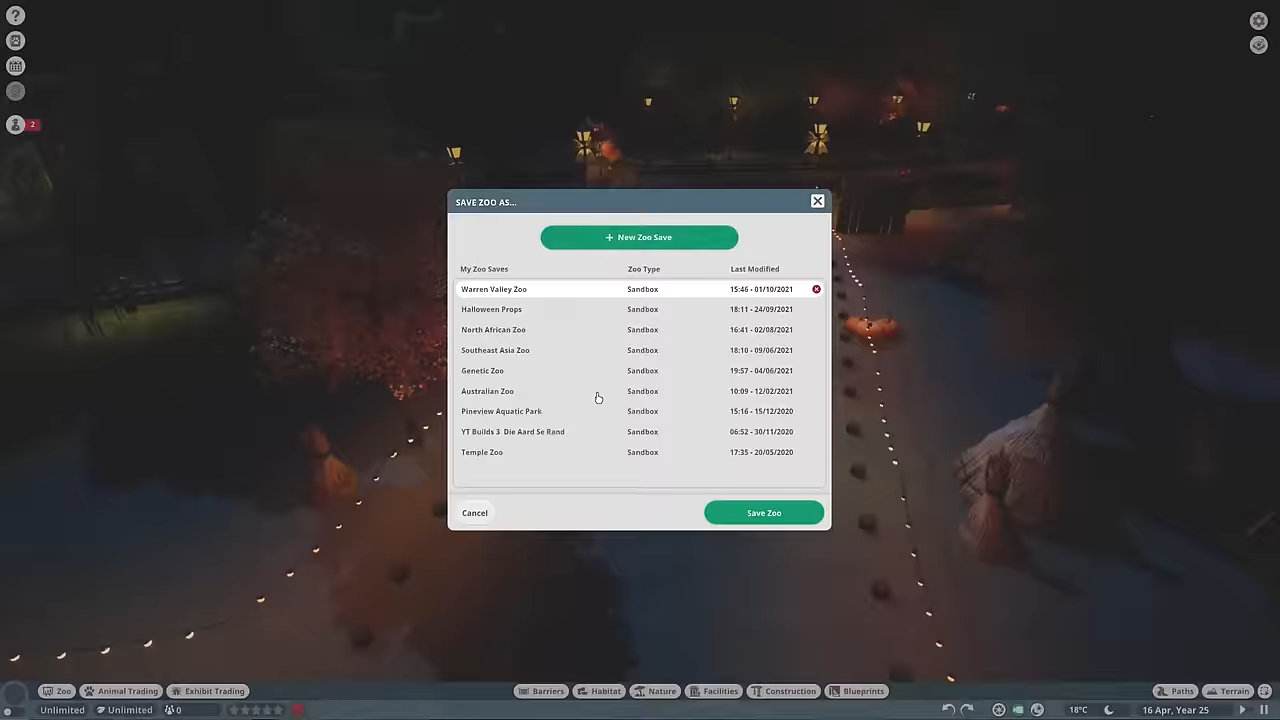 ?
2
SAVE ZOO AS...
+ New Zoo Save
My Zoo Saves Zoo Type Last Modified
Warren Valley Zoo Sandbox 15:46 - 01/10/2021
Halloween Props Sandbox 18:11 - 24/09/2021
North African Zoo Sandbox 16:41 - 02/08/2021
Southeast Asia Zoo Sandbox 18:10 - 09/06/2021
Genetic Zoo Sandbox 19:57 - 04/06/2021
Australian Zoo Sandbox 10:09 - 12/02/2021
Pineview Aquatic Park Sandbox 15:16 - 15/12/2020
YT Builds 3 Die Aard Se Rand Sandbox 06:52 - 30/11/2020
Temple Zoo Sandbox 17:35 - 20/05/2020
Cancel Save Zoo
Zoo Animal Trading Exhibit Trading Barriers Habitat Nature Facilities Construction Blueprints Paths Terrain
Unlimited Unlimited 0 18°C 16 Apr, Year 25